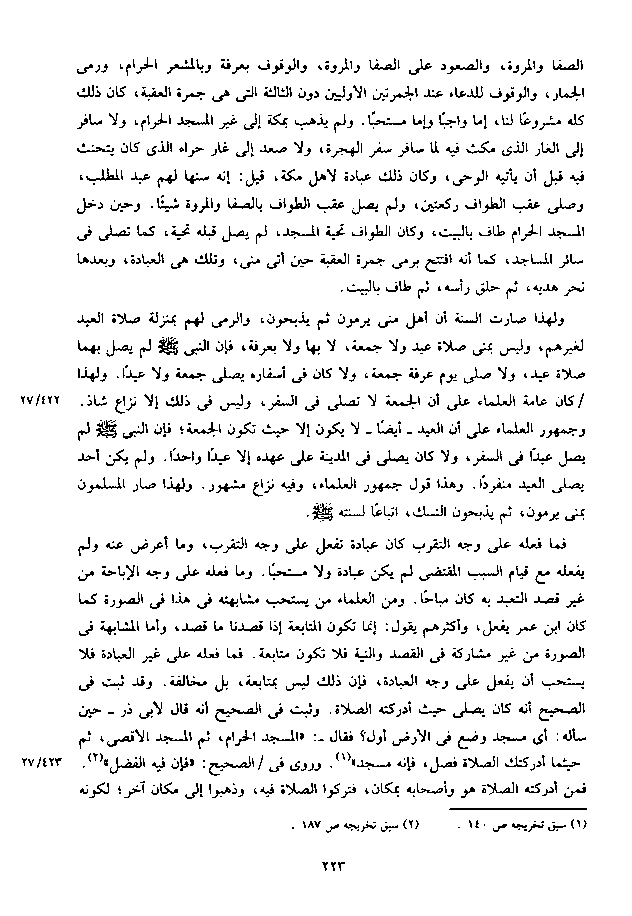 الصفا والمروة، والصعود على الصفا والمروة، والوقوف بعرفة وبالمشعر الحرام، ورمى
الجمار، والوقوف للدعاء عند الجمرتين الأوليين دون الثالثة التى هى جمرة العقبة، كان ذلك
كله مشروعًا لنا، إما واجبًا وإما مستحبًا. ولم يذهب بمكة إلى غير المسجد الحرام، ولا سافر
إلى الغار الذى مكث فيه لما سافر سفر الهجرة، ولا صعد إلى غار حراء الذى كان يتحنث
فيه قبل أن يأتيه الوحى، وكان ذلك عبادة لأهل مكة، قيل: إنه سنها لهم عبد المطلب،
وصلى عقب الطواف ركعتين، ولم يصل عقب الطواف بالصفا والمروة شيئًا. وحين دخل
المسجد الحرام طاف بالبيت، وكان الطواف تحية المسجد، لم يصل قبله تحية، كما تصلى فى
سائر المساجد، كما أنه افتتح برمى جمرة العقبة حين أتى منى، وتلك هى العبادة، وبعدها
نحر هديه، ثم حلق رأسه، ثم طاف بالبيت.
ولهذا صارت السنة أن أهل منى يرمون ثم يذبحون، والرمى لهم بمنزلة صلاة العيد
لغيرهم، وليس بمنى صلاة عيد ولا جمعة، لا بها ولا بعرفة، فإن النبى ﷺ لم يصل بهما
صلاة عيد، ولا صلى يوم عرفة جمعة، ولا كان فى أسفاره يصلى جمعة ولا عيدًا. ولهذا
/كان عامة العلماء على أن الجمعة لا تصلى فى السفر، وليس فى ذلك إلا نزاع شاذ. ٢٧/٤٢٢
وجمهور العلماء على أن العيد ـ أيضًا ـ لا يكون إلا حيث تكون الجمعة؛ فإن النبى ﷺ لم
يصل عيدًا فى السفر، ولا كان يصلى فى المدينة على عهده إلا عيدًا واحدًا. ولم يكن أحد
يصلى العيد منفردًا. وهذا قول جمهور العلماء، وفيه نزاع مشهور. ولهذا صار المسلمون
بمنى يرمون، ثم يذبحون النسك، اتباعًا لسنته ﷺ.
فما فعله على وجه التقرب كان عبادة تفعل على وجه التقرب، وما أعرض عنه ولم
يفعله مع قيام السبب المقتضى لم يكن عبادة ولا مستحبًا. وما فعله على وجه الإباحة من
غير قصد التعبد به كان مباحًا. ومن العلماء من يستحب مشابهته فى هذا فى الصورة كما
كان ابن عمر يفعل، وأكثرهم يقول: إنما تكون المتابعة إذا قصدنا ما قصد، وأما المشابهة فى
الصورة من غير مشاركة فى القصد والنية فلا تكون متابعة. فما فعله على غير العبادة فلا
يستحب أن يفعل على وجه العبادة، فإن ذلك ليس بمتابعة، بل مخالفة. وقد ثبت فى
الصحيح أنه كان يصلى حيث أدركته الصلاة. وثبت فى الصحيح أنه قال لأبى ذر ـ حين
سأله: أى مسجد وضع فى الأرض أول؟ فقال ـ: «المسجد الحرام، ثم المسجد الأقصى، ثم
حيثما أدركتك الصلاة فصل، فإنه مسجد»(١). وروى فى /الصحيح: «فإن فيه الفضل»(٢). ٢٧/٤٢٣
فمن أدركته الصلاة هو وأصحابه بمكان، فتركوا الصلاة فيه، وذهبوا إلى مكان آخر؛ لكونه
(١) سبق تخريجه ص ١٤٠ . (٢) سبق تخريجه ص ١٨٧ .
٢٢٣